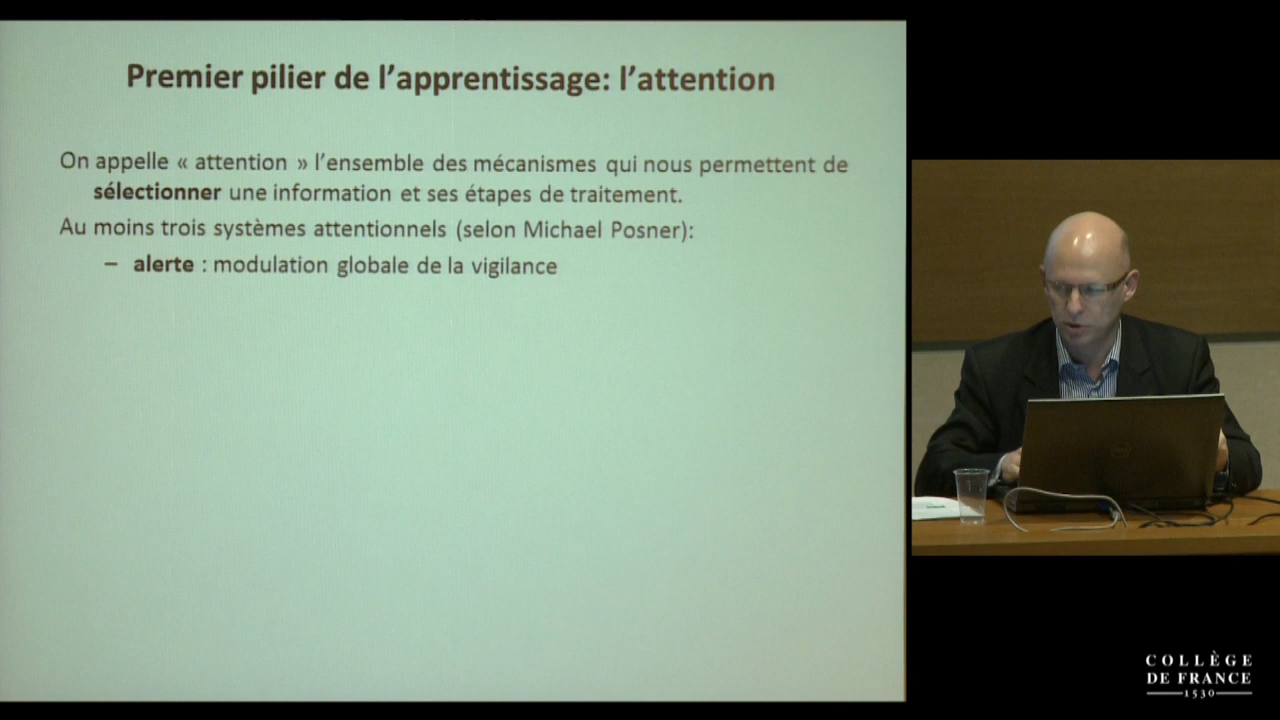 Premier pilier de l'apprentissage: l'attention
On appelle « attention » l'ensemble des mécanismes qui nous permettent de
sélectionner une information et ses étapes de traitement.
Au moins trois systèmes attentionnels (selon Michael Posner):
– alerte : modulation globale de la vigilance
COLLÈGE
DE FRANCE
1530